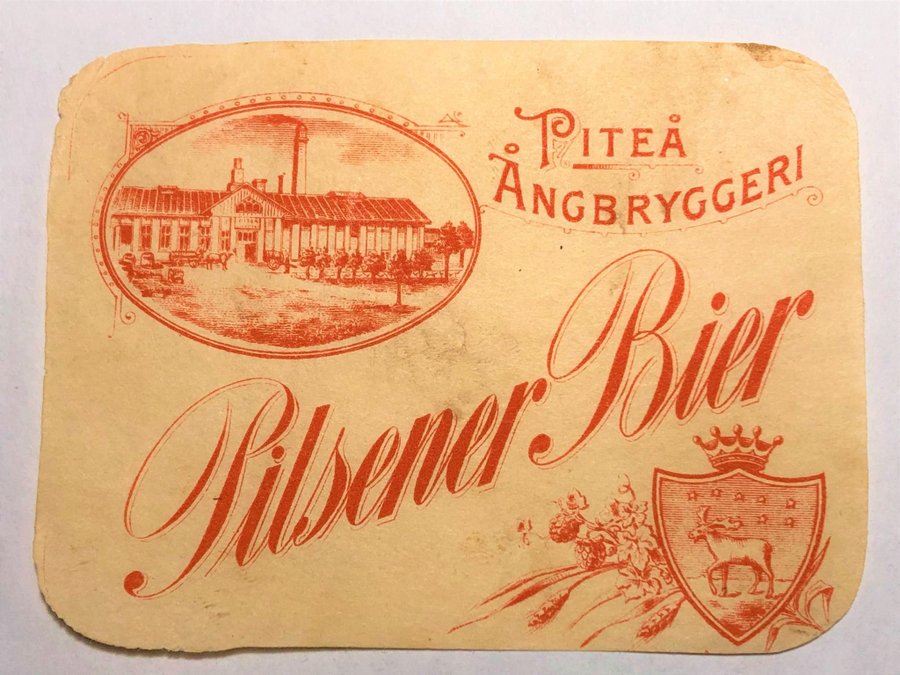 PITEÅ
ÅNGBRYGGERI
Pilsener Bier